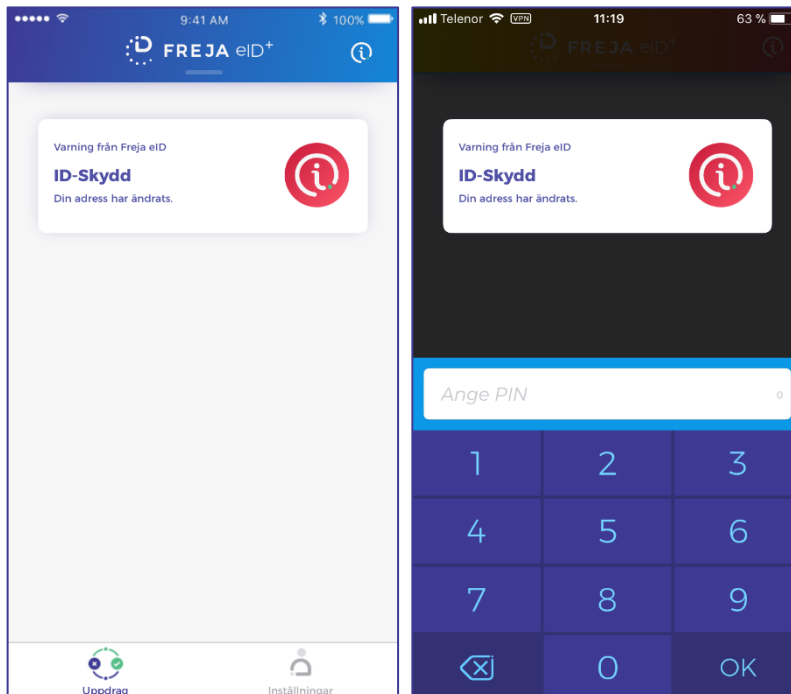 9:41 AM
100%
FREJA eID+
Varning från Freja eID
ID-Skydd
Din adress har ändrats.
Uppdrag
Inställningar
Telenor
VPN
11:19
63 %
FREJA eID+
Varning från Freja eID
ID-Skydd
Din adress har ändrats.
Ange PIN
0
1 2 3
4 5 6
7 8 9
0 OK